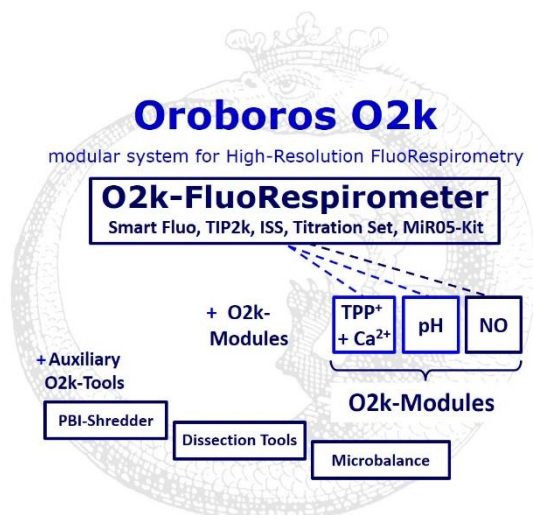 Oroboros O2k
modular system for High-Resolution FluoRespirometry
O2k-FluoRespirometer
Smart Fluo, TIP2k, ISS, Titration Set, MiR05-Kit
+ O2k-
Modules
TPP⁺
+ Ca²⁺
pH
NO
O2k-Modules
+Auxiliary
O2k-Tools
PBI-Shredder
Dissection Tools
Microbalance